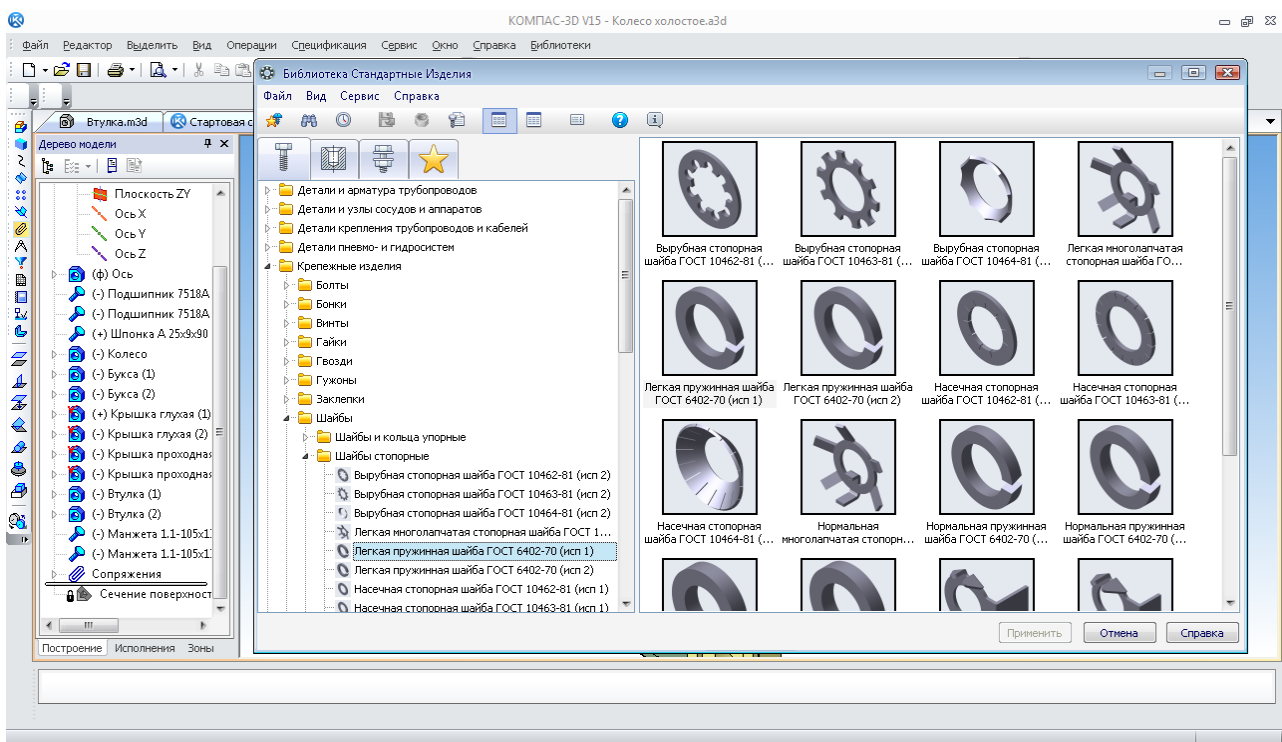 КОМПАС-3D V15 - Колесо холостое.a3d
Файл Редактор Выделить Вид Операции Спецификация Сервис Окно Справка Библиотеки
Библиотека Стандартные Изделия
Файл Вид Сервис Справка
Втулка.m3d
Стартовая с
Дерево модели
Плоскость ZY
Ось X
Ось Y
Ось Z
(ф) Ось
(-) Подшипник 7518А
(-) Подшипник 7518А
(+) Шпонка А 25x9x90
(-) Колесо
(-) Букса (1)
(-) Букса (2)
(+) Крышка глухая (1)
(-) Крышка глухая (2)
(-) Крышка проходная
(-) Крышка проходная
(-) Втулка (1)
(-) Втулка (2)
(-) Манжета 1.1-105x1
(-) Манжета 1.1-105x1
Сопряжения
Сечение поверхност
Построение Исполнения Зоны
Детали и арматура трубопроводов
Детали и узлы сосудов и аппаратов
Детали крепления трубопроводов и кабелей
Детали пневмо- и гидросистем
Крепежные изделия
Болты
Бонки
Винты
Гайки
Гвозди
Гужоны
Заклепки
Шайбы
Шайбы и кольца упорные
Шайбы стопорные
Вырубная стопорная шайба ГОСТ 10462-81 (исп 2)
Вырубная стопорная шайба ГОСТ 10463-81 (исп 2)
Вырубная стопорная шайба ГОСТ 10464-81 (исп 2)
Легкая многолапчатая стопорная шайба ГОСТ 1...
Легкая пружинная шайба ГОСТ 6402-70 (исп 1)
Легкая пружинная шайба ГОСТ 6402-70 (исп 2)
Насечная стопорная шайба ГОСТ 10462-81 (исп 1)
Насечная стопорная шайба ГОСТ 10463-81 (исп 1)
Вырубная стопорная
шайба ГОСТ 10462-81 (...
Вырубная стопорная
шайба ГОСТ 10463-81 (...
Вырубная стопорная
шайба ГОСТ 10464-81 (...
Легкая многолапчатая
стопорная шайба ГО...
Легкая пружинная шайба
ГОСТ 6402-70 (исп 1)
Легкая пружинная шайба
ГОСТ 6402-70 (исп 2)
Насечная стопорная
шайба ГОСТ 10462-81 (...
Насечная стопорная
шайба ГОСТ 10463-81 (...
Насечная стопорная
шайба ГОСТ 10464-81 (...
Нормальная
многолапчатая стопорн...
Нормальная пружинная
шайба ГОСТ 6402-70 (...
Нормальная пружинная
шайба ГОСТ 6402-70 (...
Применить Отмена Справка